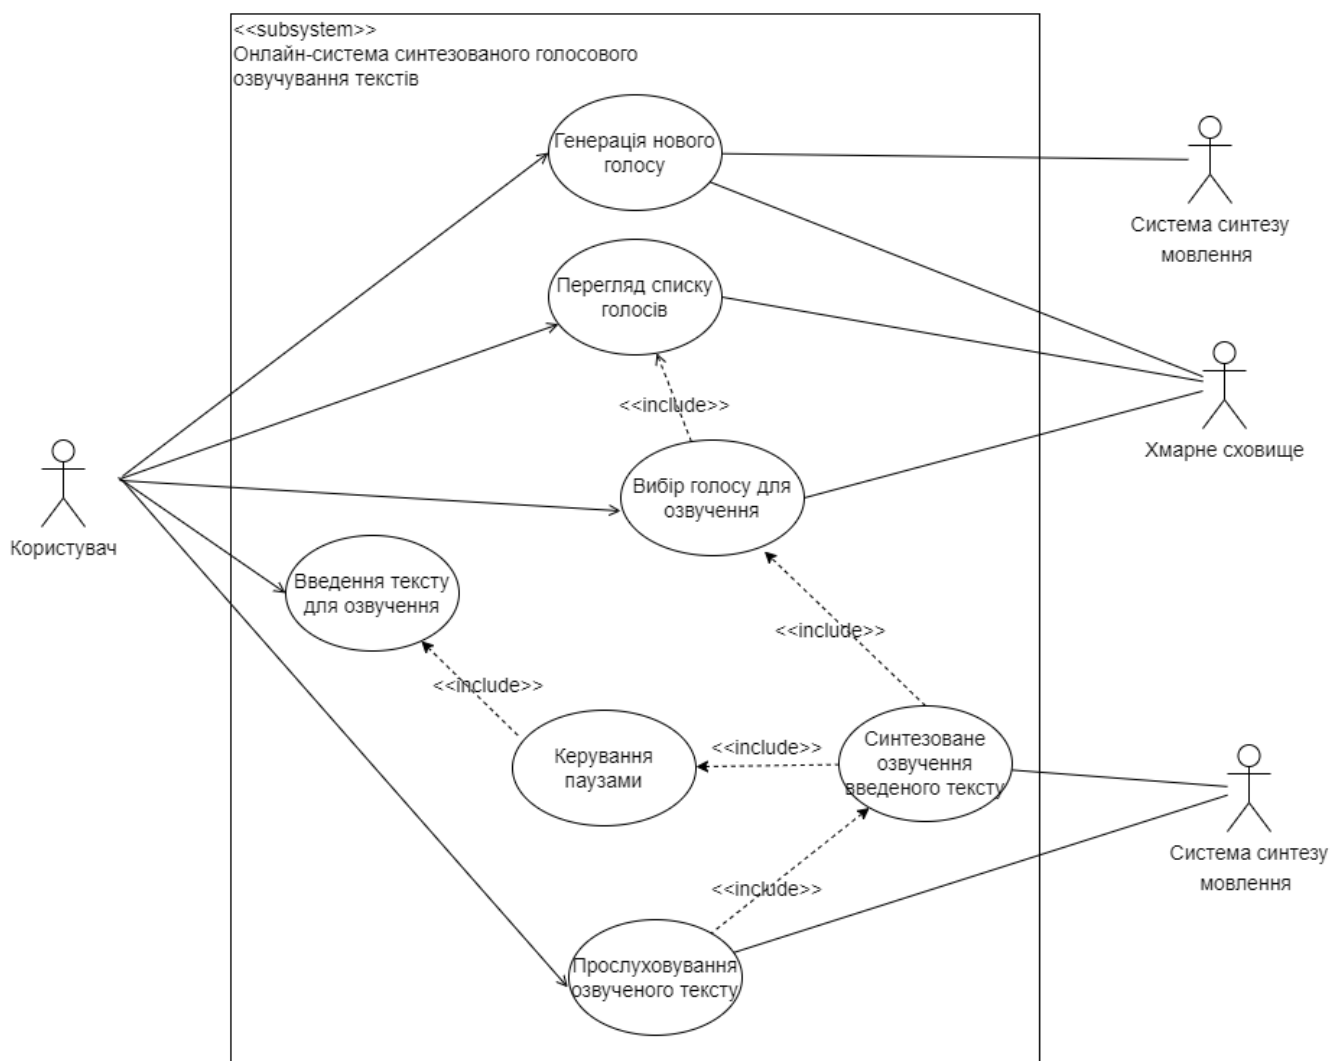 <<subsystem>>
Онлайн-система синтезованого голосового
озвучування текстів
Генерація нового
голосу
Система синтезу
мовлення
Перегляд списку
голосів
<<include>>
Хмарне сховище
Вибір голосу для
озвучення
Користувач
Введення тексту
для озвучення
<<include>>
<<include>>
Керування
паузами
<<include>>
Синтезоване
озвучення
введеного тексту
Система синтезу
мовлення
<<include>>
Прослуховування
озвученого тексту